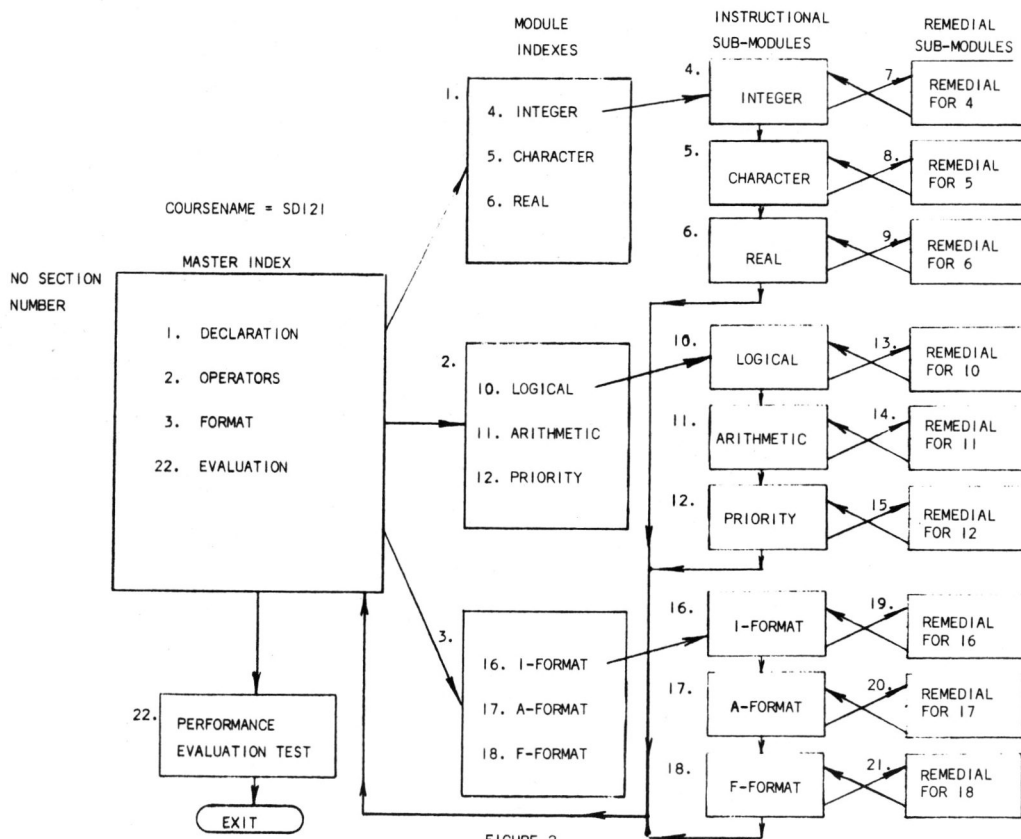 MODULE
INDEXES
INSTRUCTIONAL
SUB-MODULES
REMEDIAL
SUB-MODULES
1.
4. INTEGER
5. CHARACTER
6. REAL
4.
INTEGER
7.
REMEDIAL
FOR 4
5.
CHARACTER
8.
REMEDIAL
FOR 5
6.
REAL
9.
REMEDIAL
FOR 6
COURSENAME = SD121
NO SECTION
NUMBER
MASTER INDEX
1. DECLARATION
2. OPERATORS
3. FORMAT
22. EVALUATION
2.
10. LOGICAL
11. ARITHMETIC
12. PRIORITY
10.
LOGICAL
13.
REMEDIAL
FOR 10
11.
ARITHMETIC
14.
REMEDIAL
FOR 11
12.
PRIORITY
15.
REMEDIAL
FOR 12
3.
16. I-FORMAT
17. A-FORMAT
18. F-FORMAT
16.
I-FORMAT
19.
REMEDIAL
FOR 16
17.
A-FORMAT
20.
REMEDIAL
FOR 17
18.
F-FORMAT
21.
REMEDIAL
FOR 18
22.
PERFORMANCE
EVALUATION TEST
EXIT